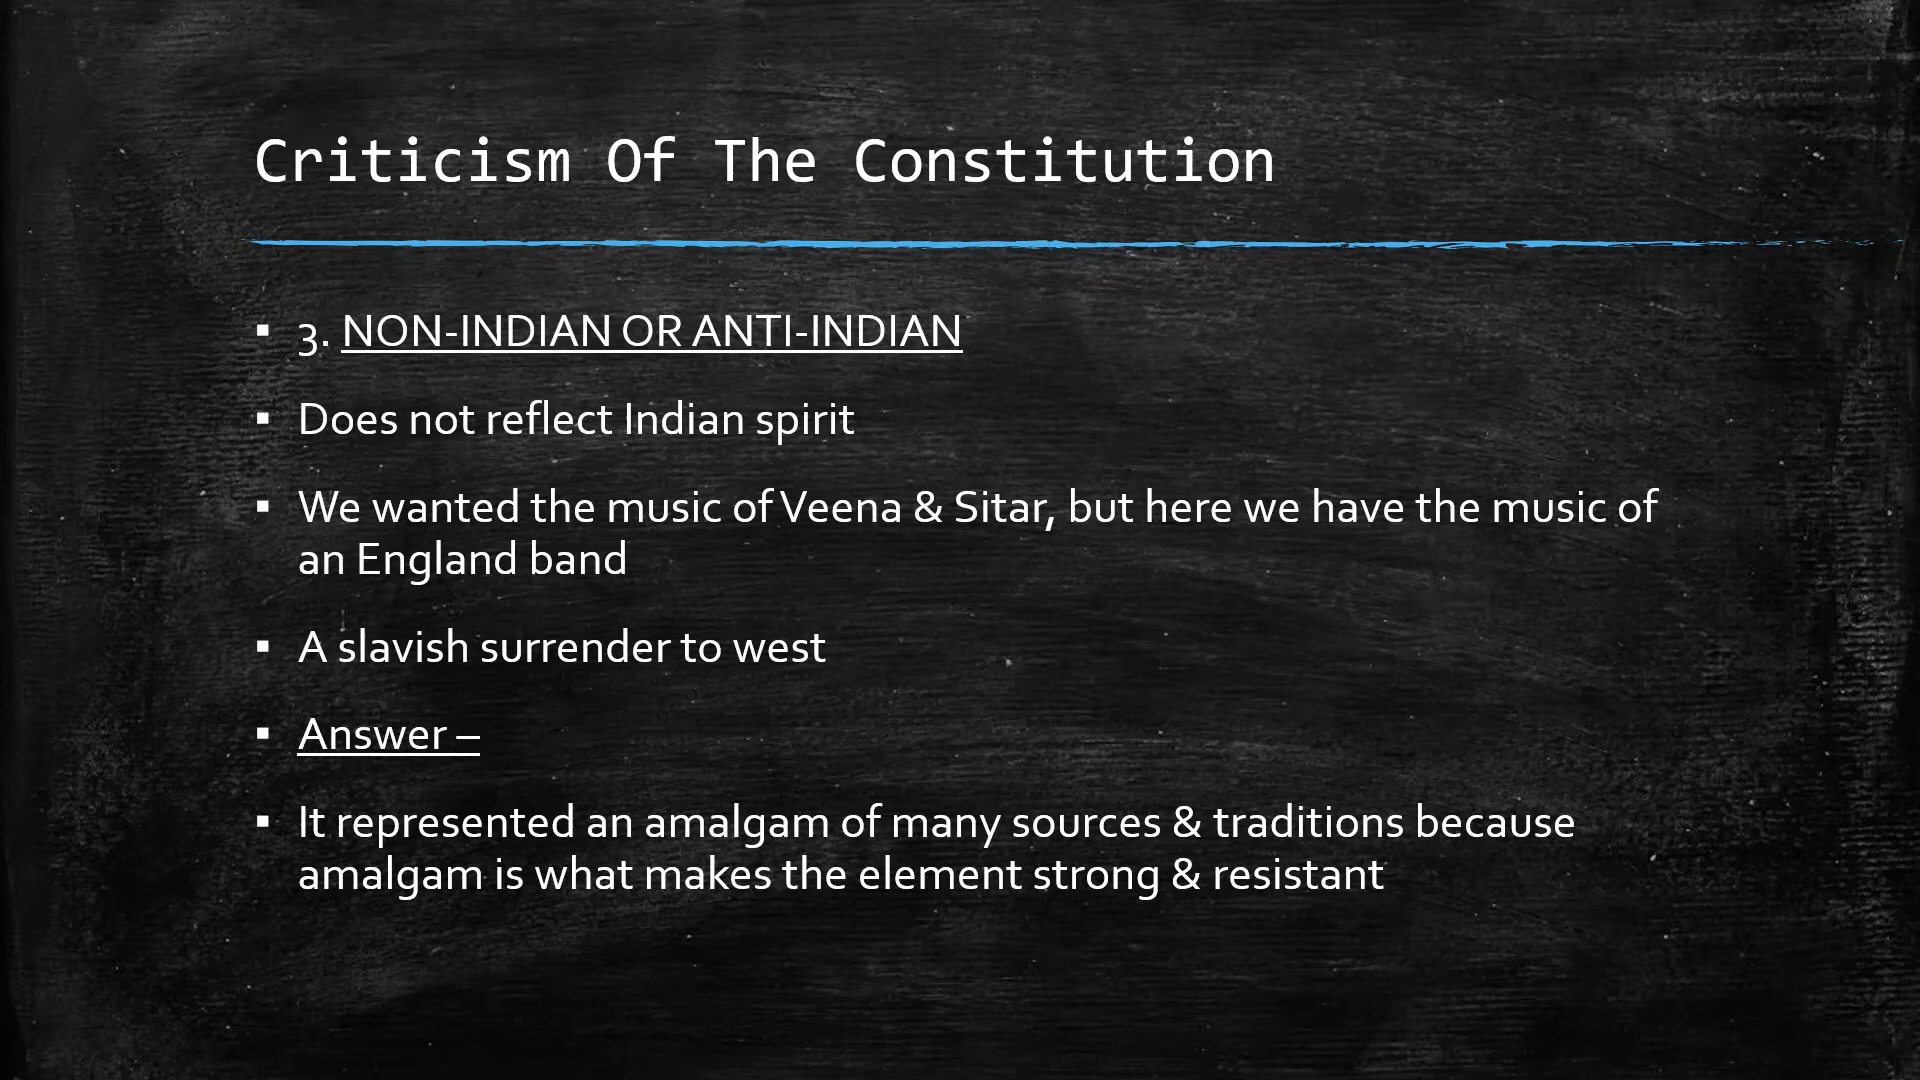 Criticism Of The Constitution
▪ 3. NON-INDIAN OR ANTI-INDIAN
▪ Does not reflect Indian spirit
▪ We wanted the music of Veena & Sitar, but here we have the music of
an England band
▪ A slavish surrender to west
▪ Answer –
▪ It represented an amalgam of many sources & traditions because
amalgam is what makes the element strong & resistant